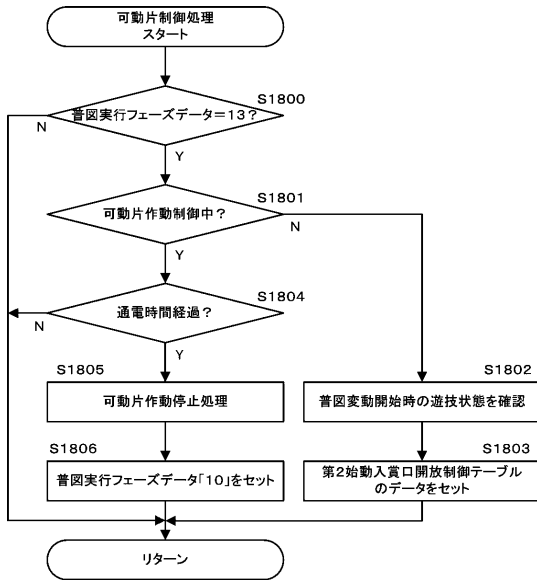 可動片制御処理
スタート
S1800
普図実行フェーズデータ=13?
N
Y
S1801
可動片作動制御中?
N
Y
S1804
通電時間経過?
N
Y
S1805
可動片作動停止処理
S1802
普図変動開始時の遊技状態を確認
S1806
普図実行フェーズデータ「10」をセット
S1803
第2始動入賞口開放制御テーブル
のデータをセット
リターン